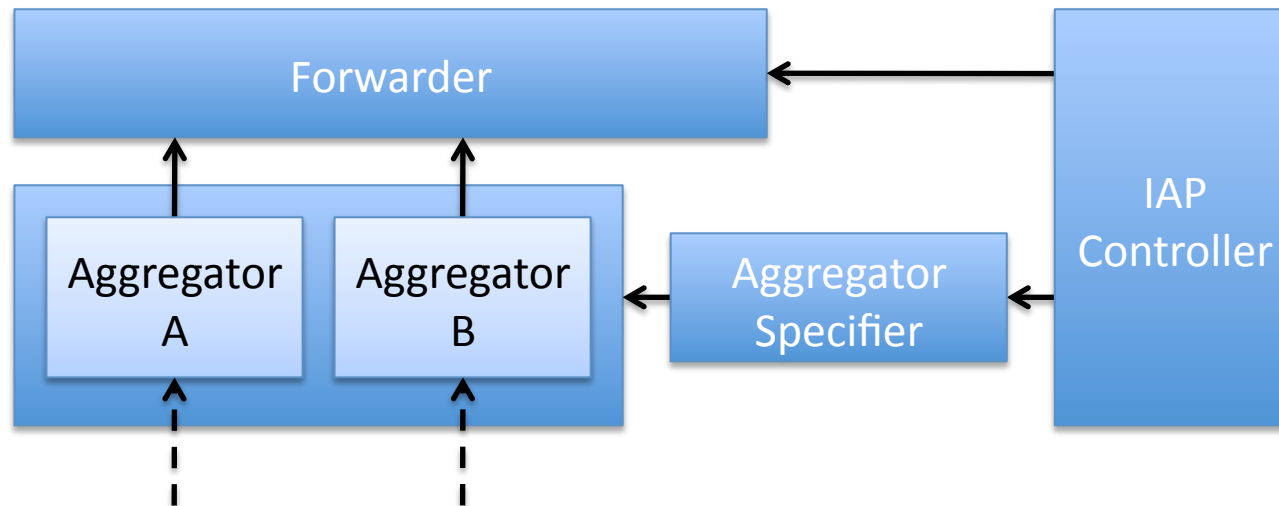 Forwarder
IAP
Controller
Aggregator
A
Aggregator
B
Aggregator
Specifier